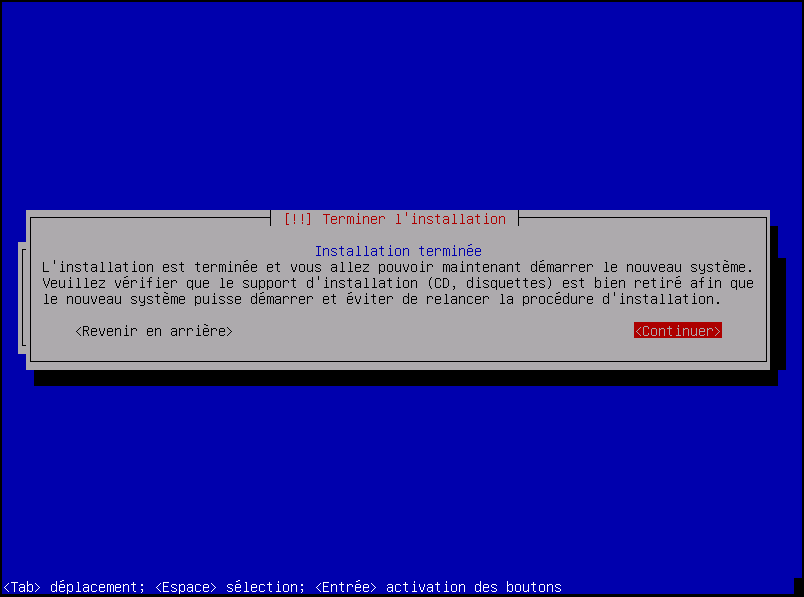 [!!] Terminer l'installation
Installation terminée
L'installation est terminée et vous allez pouvoir maintenant démarrer le nouveau système.
Veuillez vérifier que le support d'installation (CD, disquettes) est bien retiré afin que
le nouveau système puisse démarrer et éviter de relancer la procédure d'installation.
<Revenir en arrière> <Continuer>
<Tab> déplacement; <Espace> sélection; <Entrée> activation des boutons